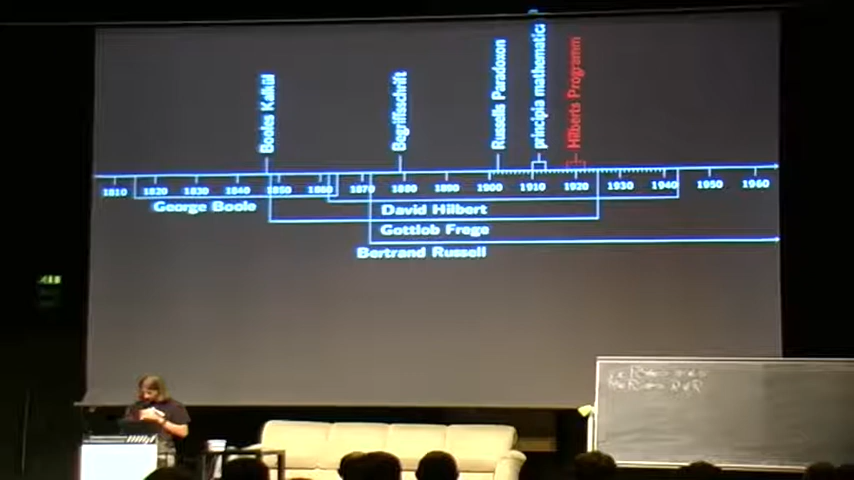 Booles Kalkül
Begriffsschrift
Russells Paradoxon
principia mathematica
Hilberts Programm
1810 1820 1830 1840 1850 1860 1870 1880 1890 1900 1910 1920 1930 1940 1950 1960
George Boole
David Hilbert
Gottlob Frege
Bertrand Russell